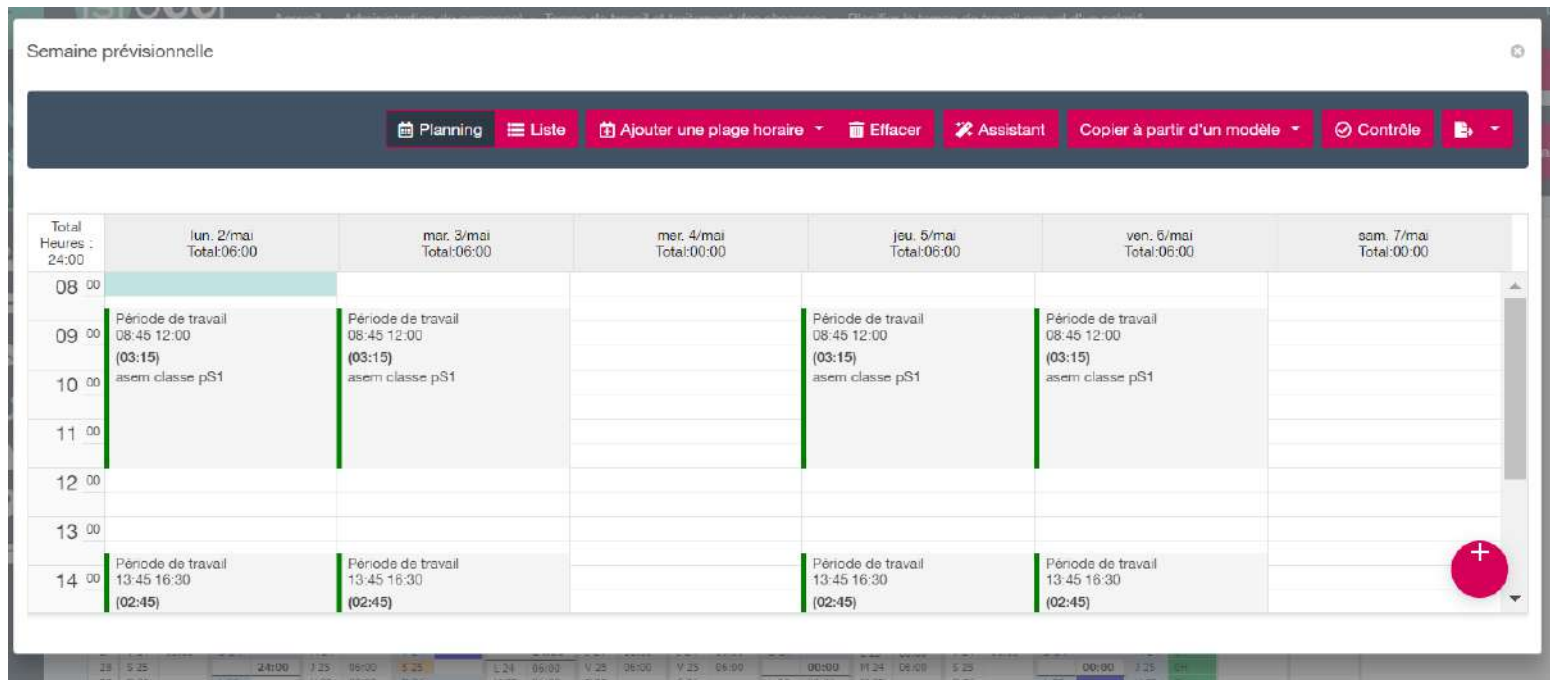 Semaine prévisionnelle
Planning Liste Ajouter une plage horaire Effacer Assistant Copier à partir d'un modèle Contrôle
Total Heures : 24:00
lun. 2/mai
Total:06:00
mar. 3/mai
Total:06:00
mer. 4/mai
Total:00:00
jeu. 5/mai
Total:06:00
ven. 6/mai
Total:06:00
sam. 7/mai
Total:00:00
08 00
09 00
10 00
11 00
12 00
13 00
14 00
Période de travail
08:45 12:00
(03:15)
asem classe pS1
Période de travail
08:45 12:00
(03:15)
asem classe pS1
Période de travail
08:45 12:00
(03:15)
asem classe pS1
Période de travail
08:45 12:00
(03:15)
asem classe pS1
Période de travail
13:45 16:30
(02:45)
Période de travail
13:45 16:30
(02:45)
Période de travail
13:45 16:30
(02:45)
Période de travail
13:45 16:30
(02:45)